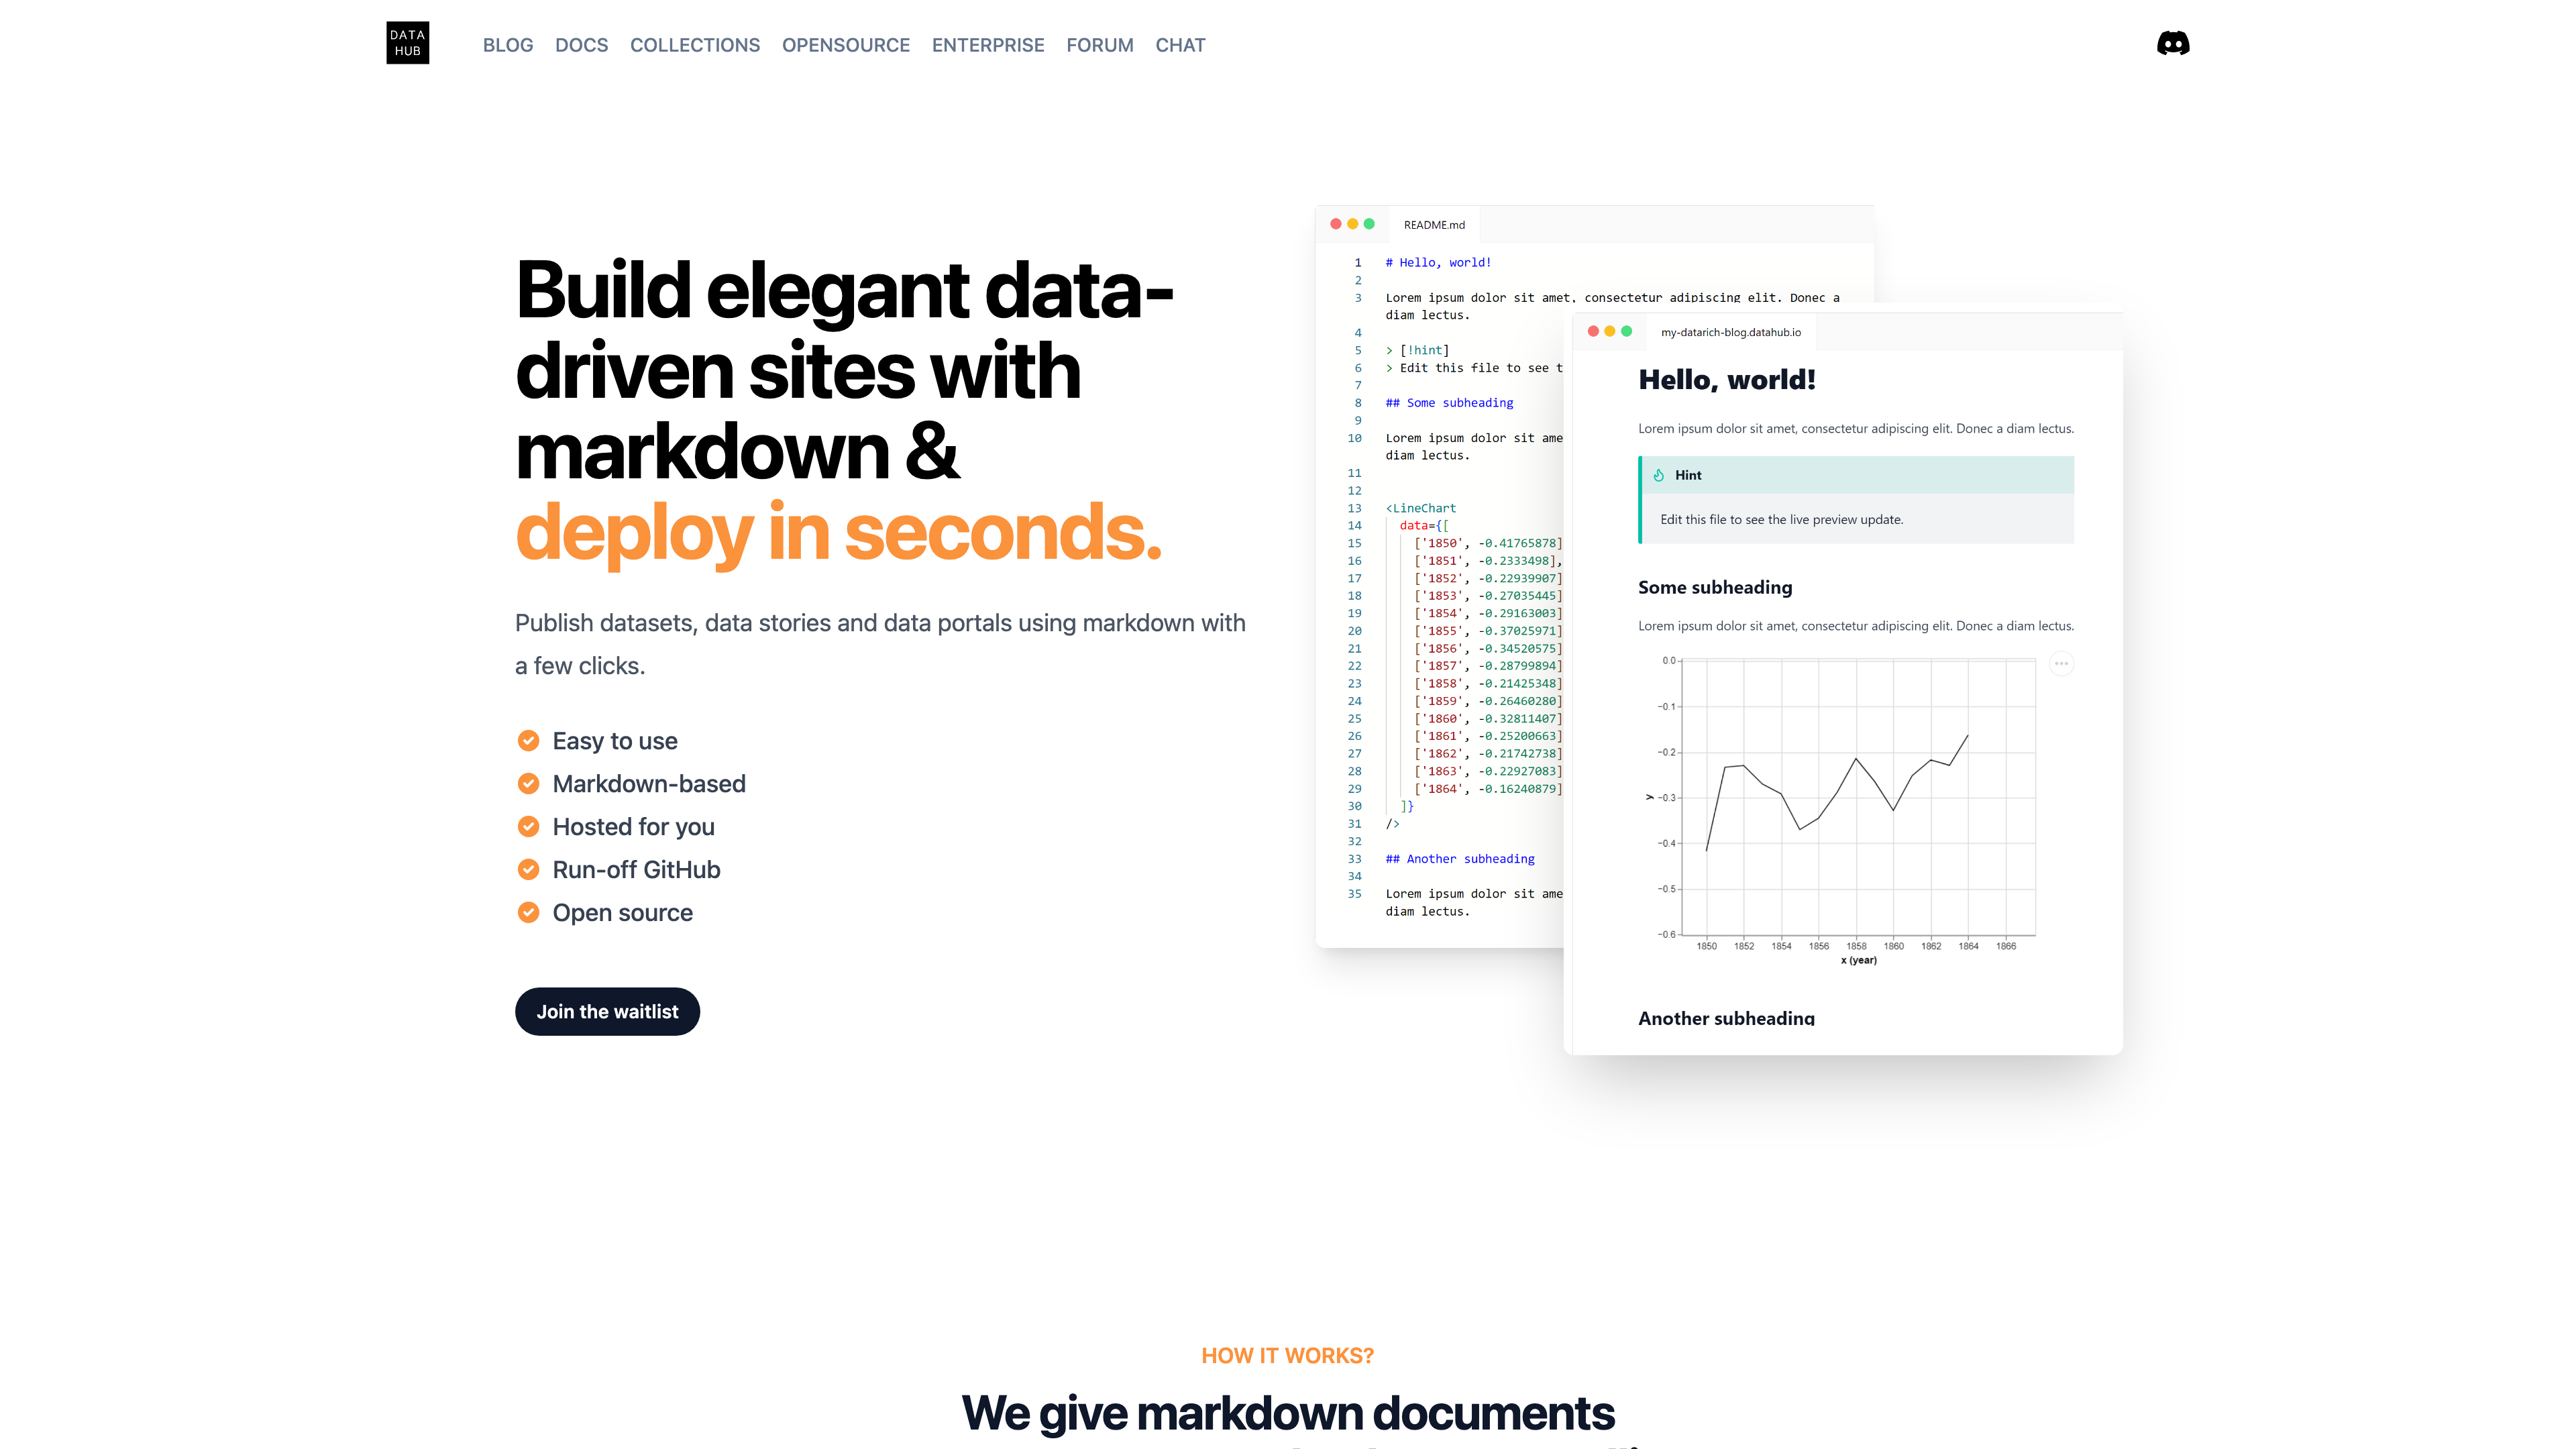 DATA
HUB
BLOG DOCS COLLECTIONS OPENSOURCE ENTERPRISE FORUM CHAT
Build elegant data-
driven sites with
markdown &
deploy in seconds.
Publish datasets, data stories and data portals using markdown with
a few clicks.
Easy to use
Markdown-based
Hosted for you
Run-off GitHub
Open source
Join the waitlist
README.md
1 # Hello, world!
2
3 Lorem ipsum dolor sit amet, consectetur adipiscing elit. Donec a
diam lectus.
4
5 > [!hint]
6 > Edit this file to see t
7
8 ## Some subheading
9
10 Lorem ipsum dolor sit ame
diam lectus.
11
12
13 <LineChart
14 data={[
15 ['1850', -0.41765878]
16 ['1851', -0.2333498],
17 ['1852', -0.22939907]
18 ['1853', -0.27035445]
19 ['1854', -0.29163003]
20 ['1855', -0.37025971]
21 ['1856', -0.34520575]
22 ['1857', -0.28799894]
23 ['1858', -0.21425348]
24 ['1859', -0.26460280]
25 ['1860', -0.32811407]
26 ['1861', -0.25200663]
27 ['1862', -0.21742738]
28 ['1863', -0.22927083]
29 ['1864', -0.16240879]
30 ]}
31 />
32
33 ## Another subheading
34
35 Lorem ipsum dolor sit ame
diam lectus.
my-datarich-blog.datahub.io
Hello, world!
Lorem ipsum dolor sit amet, consectetur adipiscing elit. Donec a diam lectus.
Hint
Edit this file to see the live preview update.
Some subheading
Lorem ipsum dolor sit amet, consectetur adipiscing elit. Donec a diam lectus.
0.0
−0.1
−0.2
−0.3
−0.4
−0.5
−0.6
y
1850 1852 1854 1856 1858 1860 1862 1864 1866
x (year)
Another subheading
HOW IT WORKS?
We give markdown documents